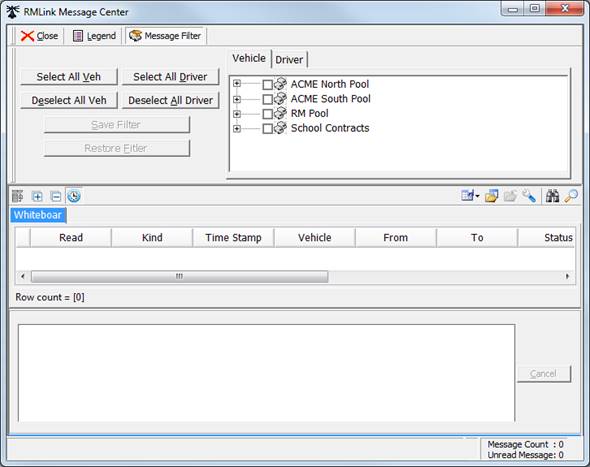 RMLink Message Center
Close Legend Message Filter
Vehicle Driver
Select All Veh Select All Driver
Deselect All Veh Deselect All Driver
Save Filter
Restore Fitler
ACME North Pool
ACME South Pool
RM Pool
School Contracts
Whiteboar
Read Kind Time Stamp Vehicle From To Status
Row count = [0]
Cancel
Message Count : 0
Unread Message: 0